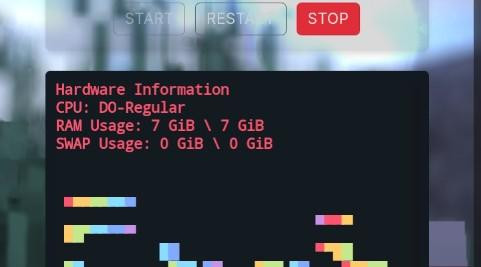 START RESTART STOP
Hardware Information
CPU: DO-Regular
RAM Usage: 7 GiB \ 7 GiB
SWAP Usage: 0 GiB \ 0 GiB